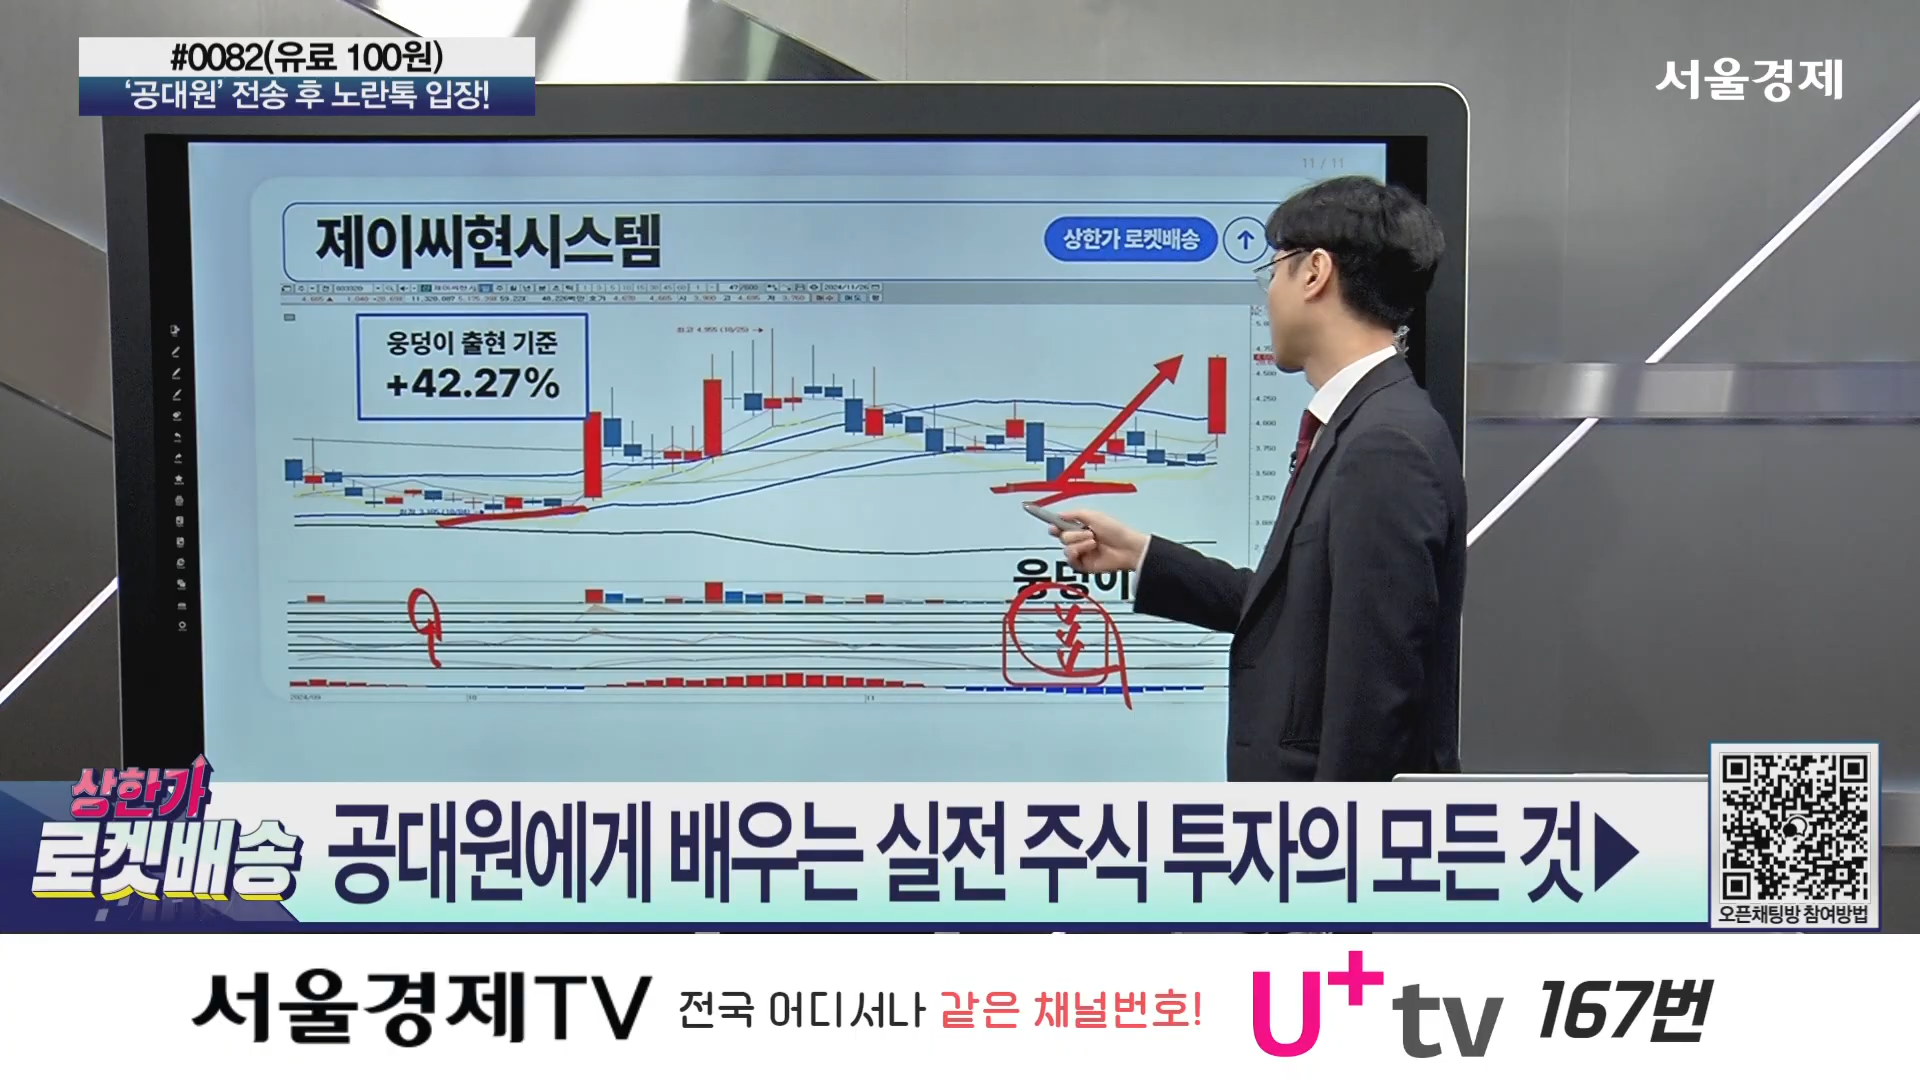 #0082(유료 100원)
‘공대원’ 전송 후 노란톡 입장!
서울경제
11 / 11
제이씨현시스템
상한가 로켓배송
웅덩이 출현 기준
+42.27%
웅덩이
상한가
로켓배송
공대원에게 배우는 실전 주식 투자의 모든 것
오픈채팅방 참여방법
서울경제TV 전국 어디서나 같은 채널번호! U+tv 167번